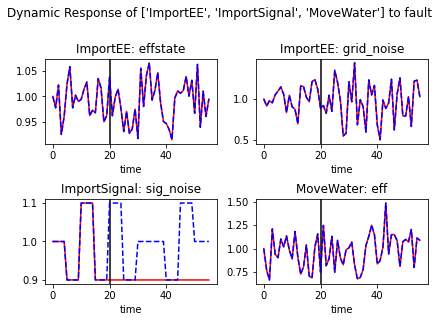 Dynamic Response of ['ImportEE', 'ImportSignal', 'MoveWater'] to fault
ImportEE: effstate
1.05
1.00
0.95
0
20
40
time
ImportEE: grid_noise
1.0
0.5
0
20
40
time
ImportSignal: sig_noise
1.1
1.0
0.9
0
20
40
time
MoveWater: eff
1.50
1.25
1.00
0.75
0
20
40
time